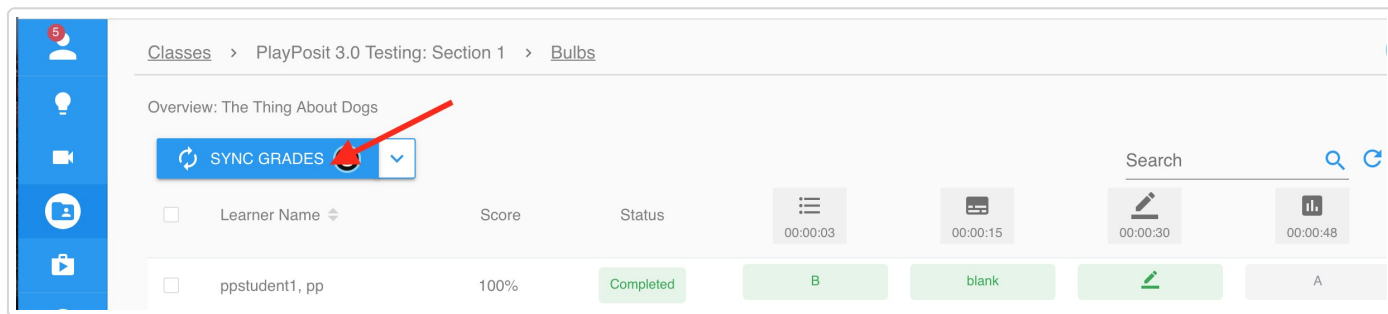 5
Classes > PlayPosit 3.0 Testing: Section 1 > Bulbs
Overview: The Thing About Dogs
SYNC GRADES
Search
Learner Name Score Status
00:00:03 00:00:15 00:00:30 00:00:48
ppstudent1, pp 100% Completed B blank A